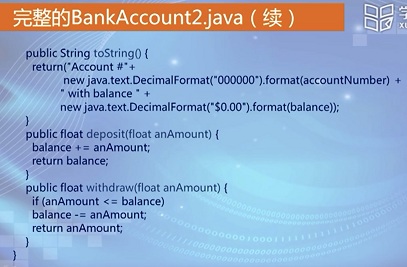 完整的BankAccount2.java（续）
学
xu
public String toString() {
return("Account #"+
new java.text.DecimalFormat("000000").format(accountNumber) +
" with balance " +
new java.text.DecimalFormat("$0.00").format(balance));
}
public float deposit(float anAmount) {
balance += anAmount;
return balance;
}
public float withdraw(float anAmount) {
if (anAmount <= balance)
balance -= anAmount;
return anAmount;
}
}